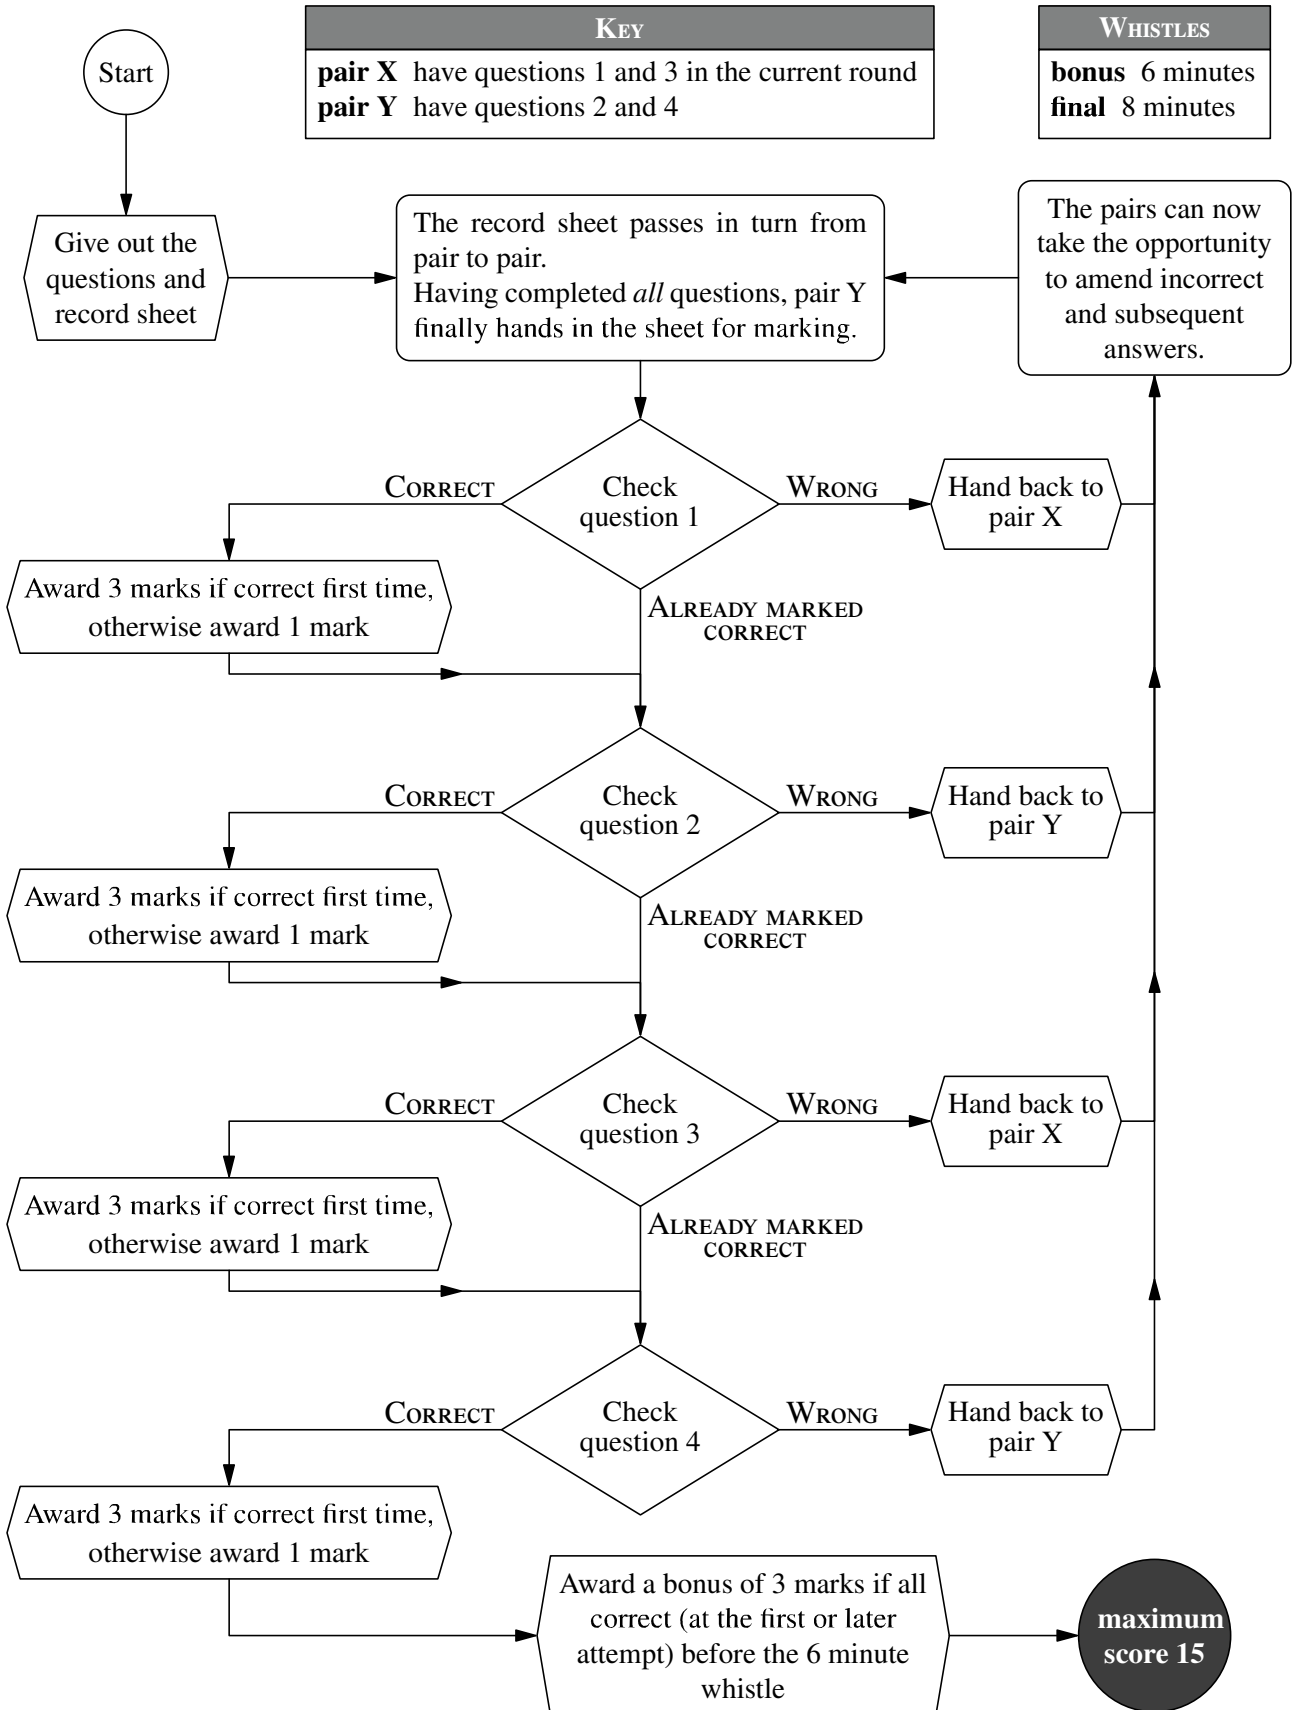 Start
KEY
pair X have questions 1 and 3 in the current round
pair Y have questions 2 and 4
WHISTLES
bonus 6 minutes
final 8 minutes
Give out the
questions and
record sheet
The record sheet passes in turn from
pair to pair.
Having completed all questions, pair Y
finally hands in the sheet for marking.
The pairs can now
take the opportunity
to amend incorrect
and subsequent
answers.
CORRECT
Check
question 1
WRONG
Hand back to
pair X
Award 3 marks if correct first time,
otherwise award 1 mark
ALREADY MARKED
CORRECT
CORRECT
Check
question 2
WRONG
Hand back to
pair Y
Award 3 marks if correct first time,
otherwise award 1 mark
ALREADY MARKED
CORRECT
CORRECT
Check
question 3
WRONG
Hand back to
pair X
Award 3 marks if correct first time,
otherwise award 1 mark
ALREADY MARKED
CORRECT
CORRECT
Check
question 4
WRONG
Hand back to
pair Y
Award 3 marks if correct first time,
otherwise award 1 mark
Award a bonus of 3 marks if all
correct (at the first or later
attempt) before the 6 minute
whistle
maximum
score 15